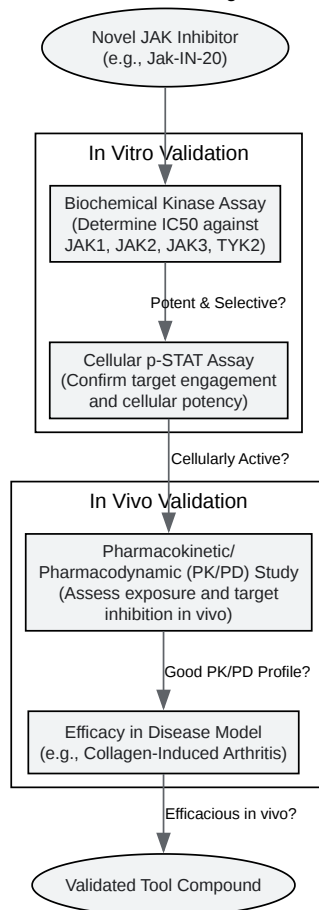 Novel JAK Inhibitor
(e.g., Jak-IN-20)
In Vitro Validation
Biochemical Kinase Assay
(Determine IC50 against
JAK1, JAK2, JAK3, TYK2)
Potent & Selective?
Cellular p-STAT Assay
(Confirm target engagement
and cellular potency)
Cellularly Active?
In Vivo Validation
Pharmacokinetic/
Pharmacodynamic (PK/PD) Study
(Assess exposure and target
inhibition in vivo)
Good PK/PD Profile?
Efficacy in Disease Model
(e.g., Collagen-Induced Arthritis)
Efficacious in vivo?
Validated Tool Compound